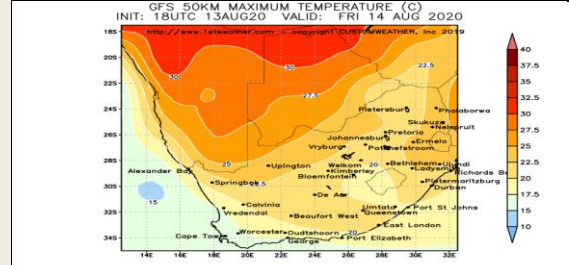 GFS 50KM MAXIMUM TEMPERATURE (C)
INIT: 18UTC 13AUG20 VALID: FRI 14 AUG 2020
http://www.1stweather.com - copyright CUSTOMWEATHER, Inc 2019
18S
20S
22S
24S
26S
28S
30S
32S
34S
30
30
22.5
27.5
25
20
15
20
Pietersburg
Phalaborwa
Skukuza
Nelspruit
Pretoria
Johannesburg
Ermelo
Vryburg
Potchefstroom
Welkom
Bethlehem
Ulundi
Upington
Kimberley
Ladysmith
Richards B
Alexander Bay
Bloemfontein
Pietermaritzburg
Springbok
Durban
De Aar
Calvinia
Umtata
Port St Johns
Vredendal
Queenstown
Beaufort West
East London
Worcester
Oudtshoorn
Cape Town
George
Port Elizabeth
14E 16E 18E 20E 22E 24E 26E 28E 30E 32E
40
37.5
35
32.5
30
27.5
25
22.5
20
17.5
15
10